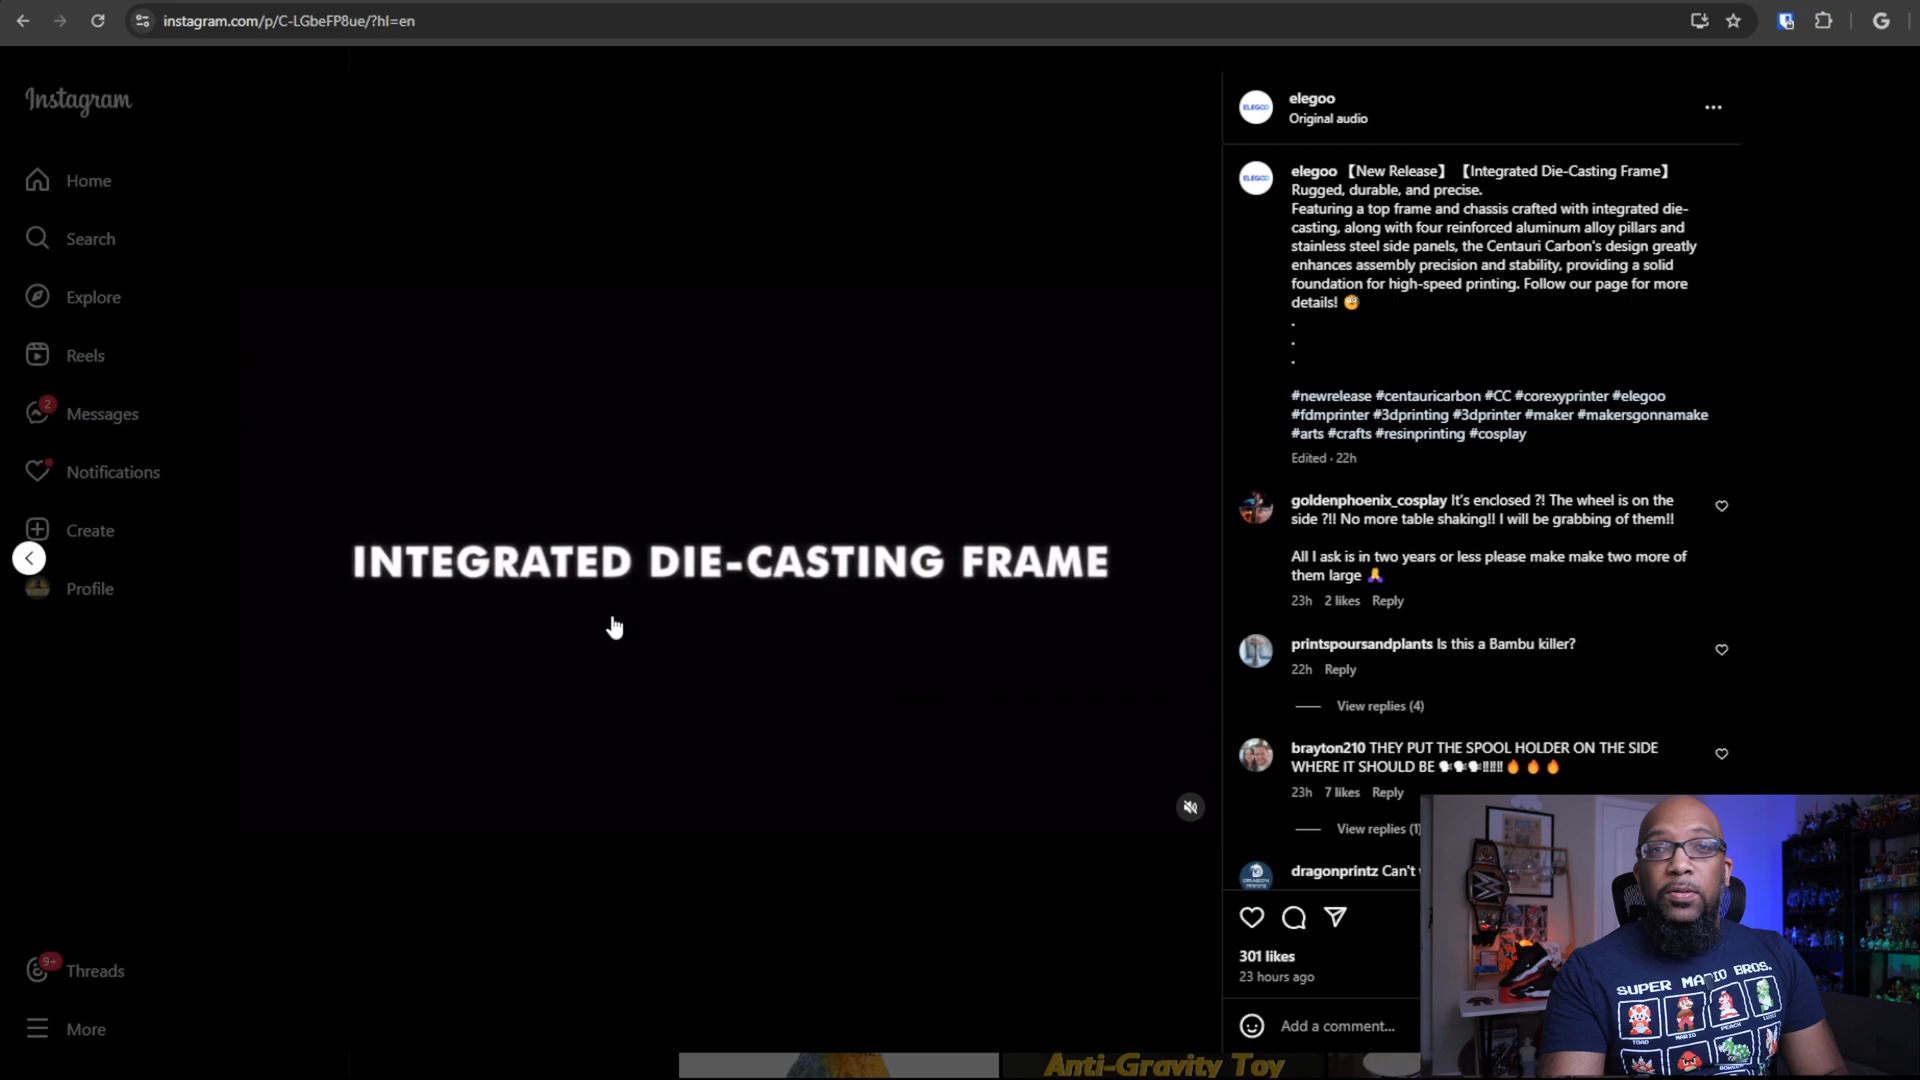 instagram.com/p/C-LGbeFP8ue/?hl=en
Instagram
Home
Search
Explore
Reels
2
Messages
Notifications
Create
Profile
9+
Threads
More
INTEGRATED DIE-CASTING FRAME
ELEGOO
elegoo
Original audio
ELEGOO
elegoo 【New Release】 【Integrated Die-Casting Frame】
Rugged, durable, and precise.
Featuring a top frame and chassis crafted with integrated die-
casting, along with four reinforced aluminum alloy pillars and
stainless steel side panels, the Centauri Carbon's design greatly
enhances assembly precision and stability, providing a solid
foundation for high-speed printing. Follow our page for more
details! 🧐
.
.
.
#newrelease #centauricarbon #CC #corexyprinter #elegoo
#fdmprinter #3dprinting #3dprinter #maker #makersgonnamake
#arts #crafts #resinprinting #cosplay
Edited · 22h
goldenphoenix_cosplay It's enclosed ?! The wheel is on the
side ?!! No more table shaking!! I will be grabbing of them!!
All I ask is in two years or less please make make two more of
them large 🙏
23h 2 likes Reply
printspoursandplants Is this a Bambu killer?
22h Reply
View replies (4)
brayton210 THEY PUT THE SPOOL HOLDER ON THE SIDE
WHERE IT SHOULD BE 🗣🗣🗣‼️‼️‼️🔥🔥🔥
23h 7 likes Reply
View replies (1)
dragonprintz Can't
301 likes
23 hours ago
Add a comment...
SUPER MARIO BROS.
TOAD
MARIO
PEACH
LUIGI
Anti-Gravity Toy